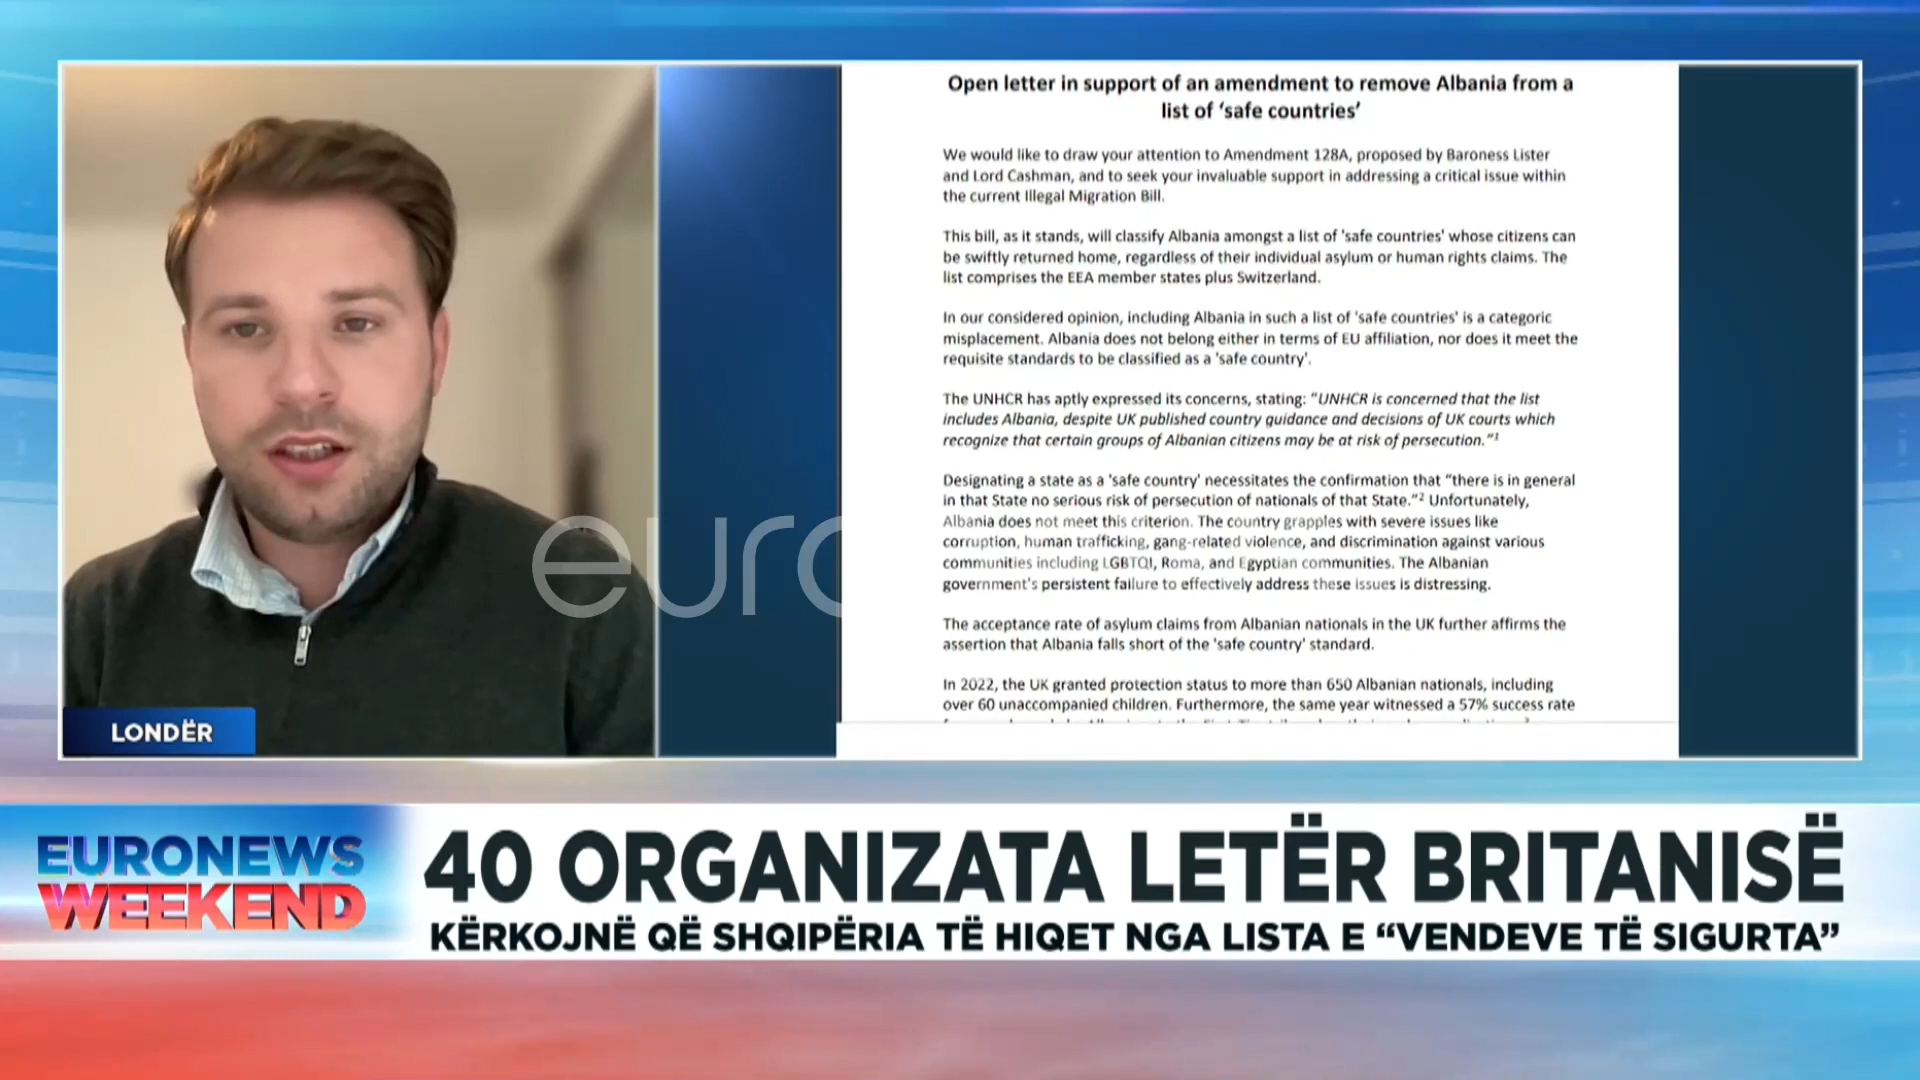 Open letter in support of an amendment to remove Albania from a
list of ‘safe countries’
We would like to draw your attention to Amendment 128A, proposed by Baroness Lister
and Lord Cashman, and to seek your invaluable support in addressing a critical issue within
the current Illegal Migration Bill.
This bill, as it stands, will classify Albania amongst a list of 'safe countries' whose citizens can
be swiftly returned home, regardless of their individual asylum or human rights claims. The
list comprises the EEA member states plus Switzerland.
In our considered opinion, including Albania in such a list of 'safe countries' is a categoric
misplacement. Albania does not belong either in terms of EU affiliation, nor does it meet the
requisite standards to be classified as a 'safe country'.
The UNHCR has aptly expressed its concerns, stating: “UNHCR is concerned that the list
includes Albania, despite UK published country guidance and decisions of UK courts which
recognize that certain groups of Albanian citizens may be at risk of persecution.”1
Designating a state as a 'safe country' necessitates the confirmation that “there is in general
in that State no serious risk of persecution of nationals of that State.”2 Unfortunately,
Albania does not meet this criterion. The country grapples with severe issues like
corruption, human trafficking, gang-related violence, and discrimination against various
communities including LGBTQI, Roma, and Egyptian communities. The Albanian
government's persistent failure to effectively address these issues is distressing.
The acceptance rate of asylum claims from Albanian nationals in the UK further affirms the
assertion that Albania falls short of the 'safe country' standard.
In 2022, the UK granted protection status to more than 650 Albanian nationals, including
over 60 unaccompanied children. Furthermore, the same year witnessed a 57% success rate
euro
LONDËR
EURONEWS
WEEKEND
40 ORGANIZATA LETËR BRITANISË
KËRKOJNË QË SHQIPËRIA TË HIQET NGA LISTA E “VENDEVE TË SIGURTA”